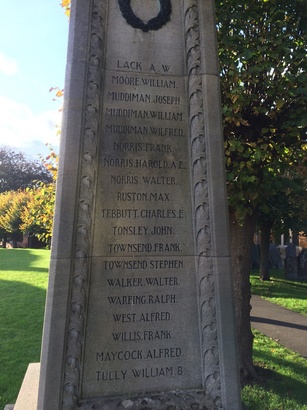 LACK A.W.
MOORE.WILLIAM.
MUDDIMAN.JOSEPH.
MUDDIMAN.WILLIAM.
MUDDIMAN.WILFRED.
NORRIS.FRANK.
NORRIS.HAROLD.A.E.
NORRIS.WALTER.
RUSTON.MAX.
TEBBUTT.CHARLES.E.
TONSLEY.JOHN.
TOWNSEND.FRANK.
TOWNSEND.STEPHEN.
WALKER.WALTER.
WARING.RALPH.
WEST.ALFRED.
WILLIS.FRANK.
MAYCOCK.ALFRED.
TULLY WILLIAM B.